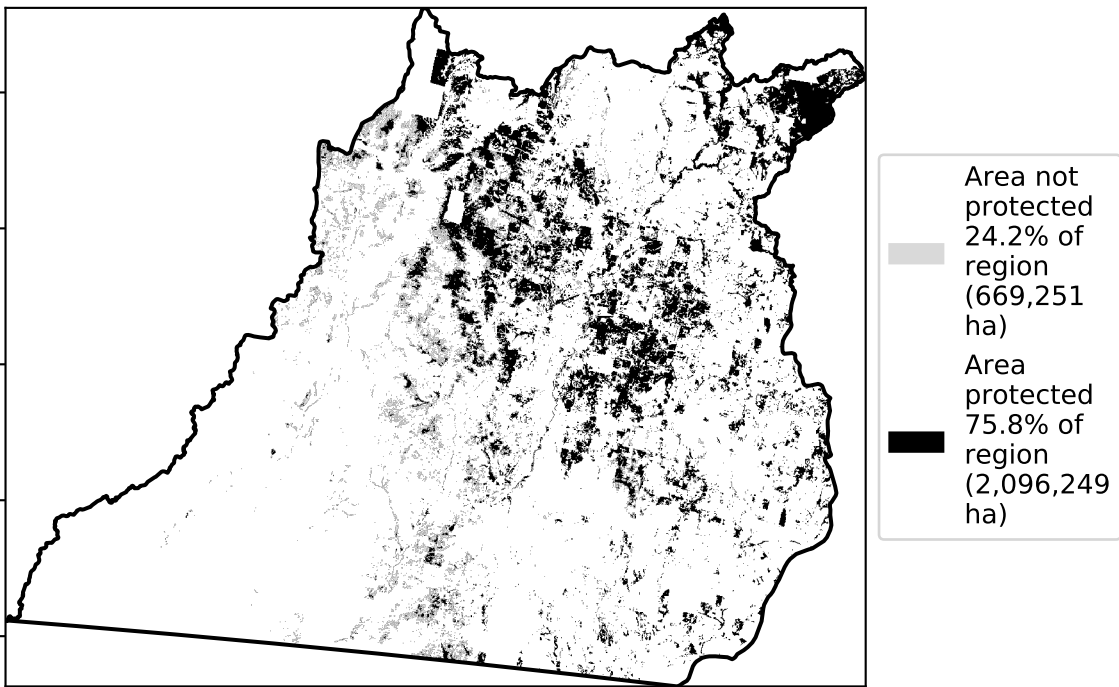 Area not
protected
24.2% of
region
(669,251
ha)
Area
protected
75.8% of
region
(2,096,249
ha)